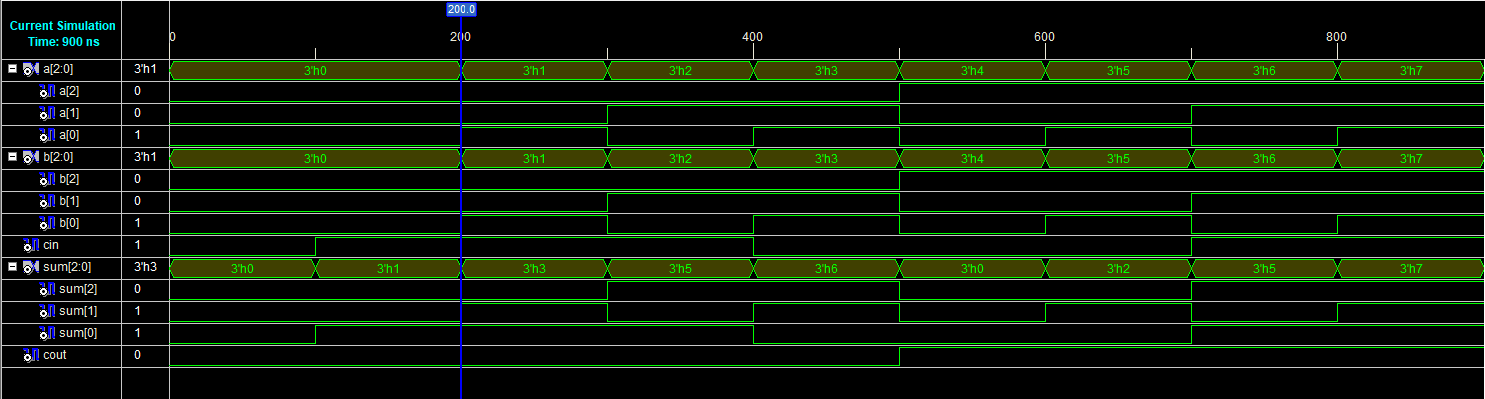 200.0
Current Simulation
Time: 900 ns
0 200 400 600 800
a[2:0] 3'h1 3'h0 3'h1 3'h2 3'h3 3'h4 3'h5 3'h6 3'h7
a[2] 0
a[1] 0
a[0] 1
b[2:0] 3'h1 3'h0 3'h1 3'h2 3'h3 3'h4 3'h5 3'h6 3'h7
b[2] 0
b[1] 0
b[0] 1
cin 1
sum[2:0] 3'h3 3'h0 3'h1 3'h3 3'h5 3'h6 3'h0 3'h2 3'h5 3'h7
sum[2] 0
sum[1] 1
sum[0] 1
cout 0